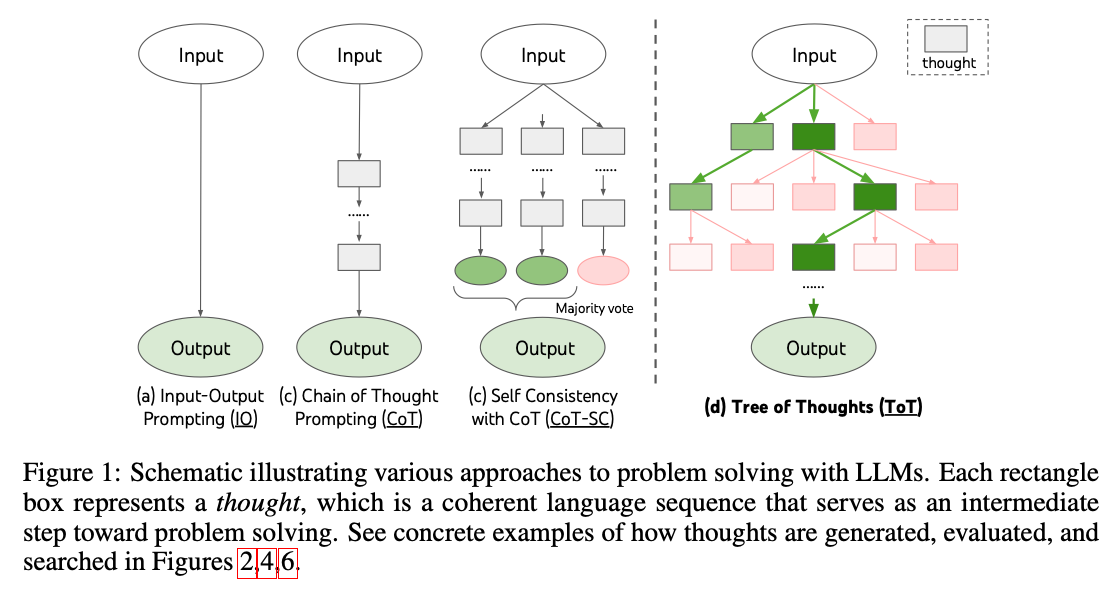 Input
Input
Input
Input
thought
......
......
......
......
......
Majority vote
Output
Output
Output
Output
(a) Input-Output
Prompting (IO)
(c) Chain of Thought
Prompting (CoT)
(c) Self Consistency
with CoT (CoT-SC)
(d) Tree of Thoughts (ToT)
Figure 1: Schematic illustrating various approaches to problem solving with LLMs. Each rectangle
box represents a thought, which is a coherent language sequence that serves as an intermediate
step toward problem solving. See concrete examples of how thoughts are generated, evaluated, and
searched in Figures 2,4,6.